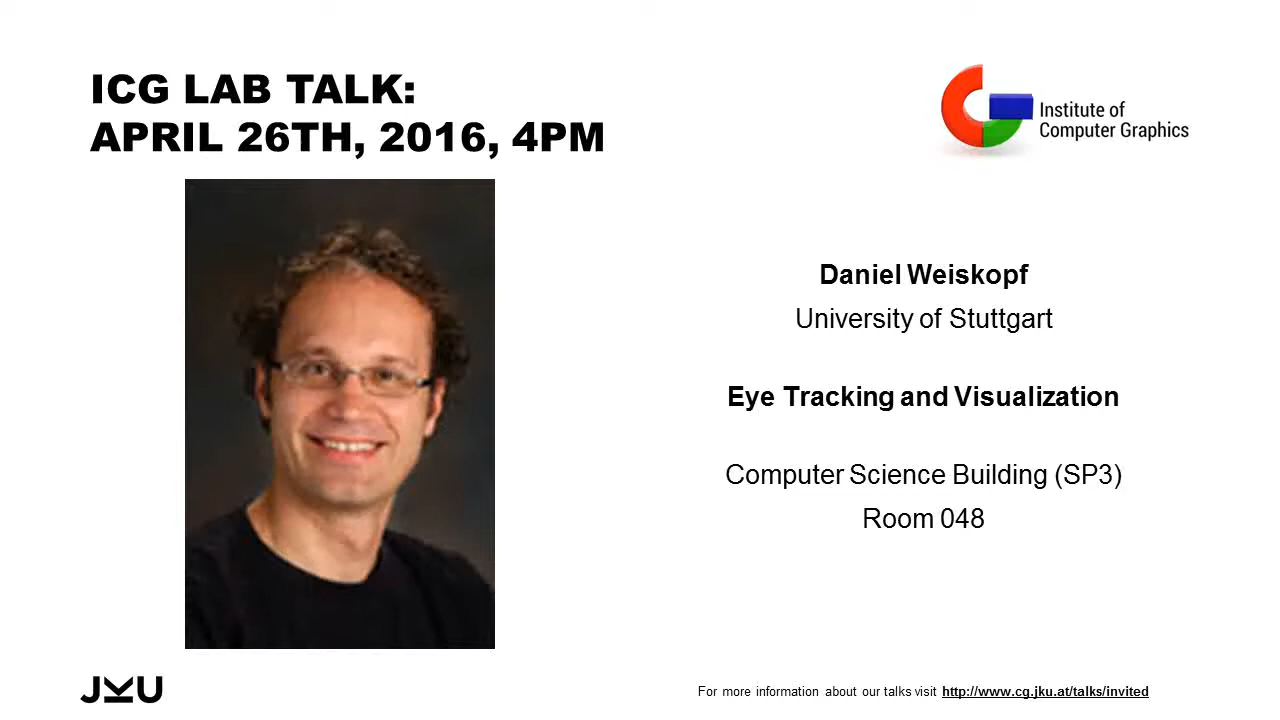 ICG LAB TALK:
APRIL 26TH, 2016, 4PM
Institute of
Computer Graphics
Daniel Weiskopf
University of Stuttgart
Eye Tracking and Visualization
Computer Science Building (SP3)
Room 048
JKU
For more information about our talks visit http://www.cg.jku.at/talks/invited